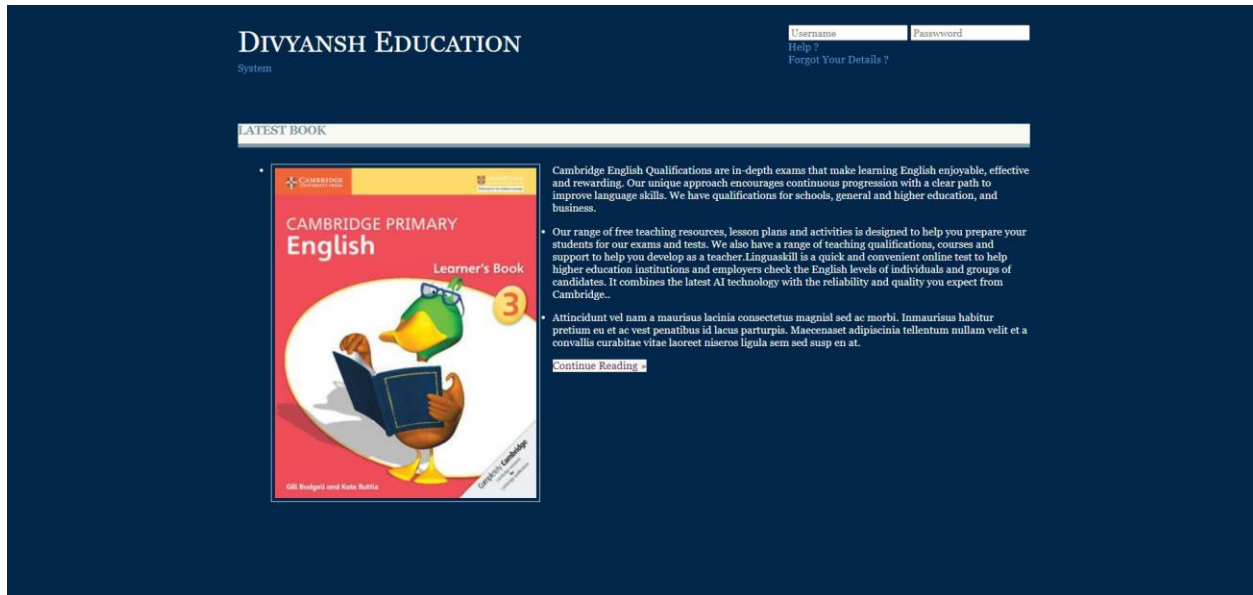 DIVYANSH EDUCATION
System
Username
Passwword
Help ?
Forgot Your Details ?
LATEST BOOK
CAMBRIDGE
UNIVERSITY PRESS
CAMBRIDGE PRIMARY
English
Learner's Book
3
Completely Cambridge
Gill Budgell and Kate Ruttle
Cambridge English Qualifications are in-depth exams that make learning English enjoyable, effective
and rewarding. Our unique approach encourages continuous progression with a clear path to
improve language skills. We have qualifications for schools, general and higher education, and
business.
Our range of free teaching resources, lesson plans and activities is designed to help you prepare your
students for our exams and tests. We also have a range of teaching qualifications, courses and
support to help you develop as a teacher.Linguaskill is a quick and convenient online test to help
higher education institutions and employers check the English levels of individuals and groups of
candidates. It combines the latest AI technology with the reliability and quality you expect from
Cambridge..
Attincidunt vel nam a maurisus lacinia consectetus magnisl sed ac morbi. Inmaurisus habitur
pretium eu et ac vest penatibus id lacus parturpis. Maecenaset adipiscinia tellentum nullam velit et a
convallis curabitae vitae laoreet niseros ligula sem sed susp en at.
Continue Reading »